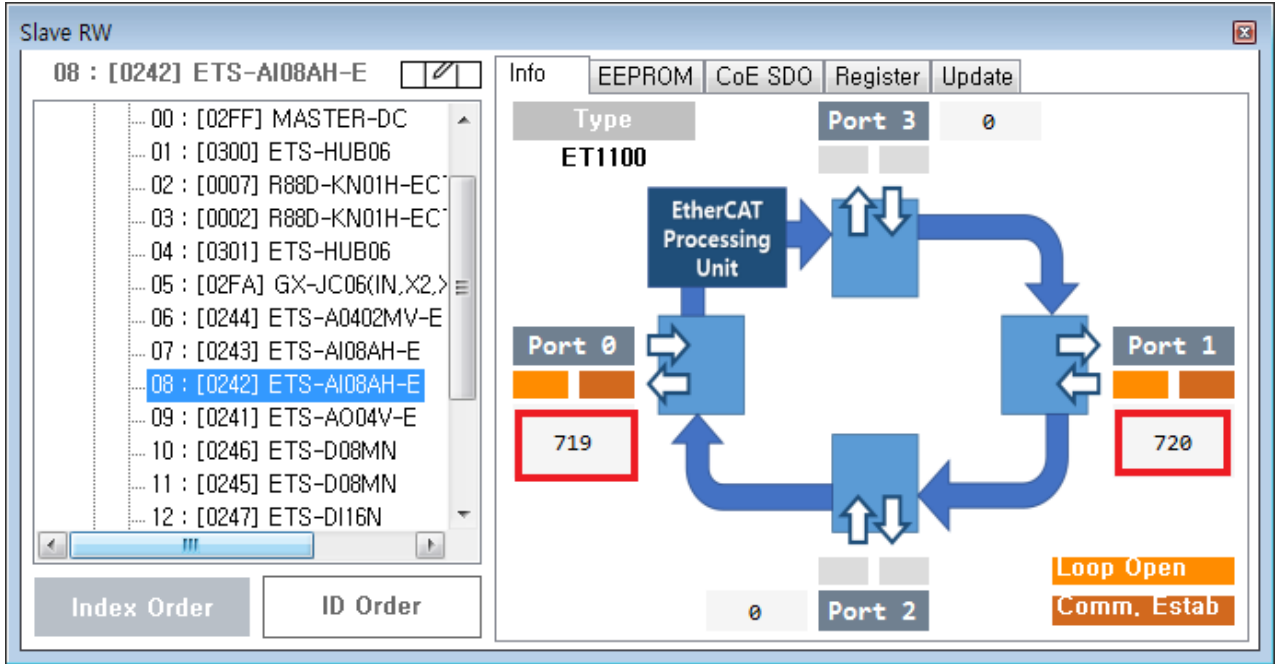 Slave RW
08 : [0242] ETS-AI08AH-E
Info EEPROM CoE SDO Register Update
00 : [02FF] MASTER-DC
01 : [0300] ETS-HUB06
02 : [0007] R88D-KN01H-EC
03 : [0002] R88D-KN01H-EC
04 : [0301] ETS-HUB06
05 : [02FA] GX-JC06(IN,X2,
06 : [0244] ETS-A0402MV-E
07 : [0243] ETS-AI08AH-E
08 : [0242] ETS-AI08AH-E
09 : [0241] ETS-AO04V-E
10 : [0246] ETS-D08MN
11 : [0245] ETS-D08MN
12 : [0247] ETS-DI16N
Index Order ID Order
Type
ET1100
Port 3 0
EtherCAT
Processing
Unit
Port 0
719
Port 1
720
0 Port 2
Loop Open
Comm. Estab